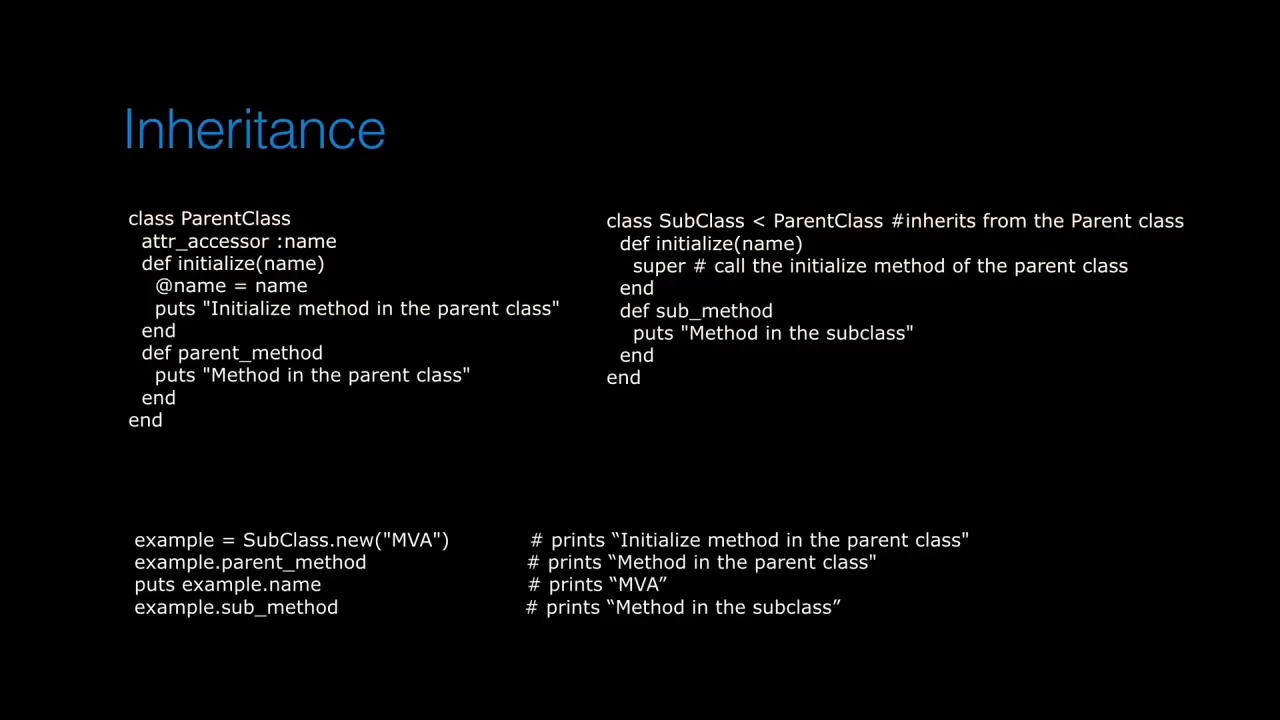 Inheritance
class ParentClass
  attr_accessor :name
  def initialize(name)
    @name = name
    puts "Initialize method in the parent class"
  end
  def parent_method
    puts "Method in the parent class"
  end
end
class SubClass < ParentClass #inherits from the Parent class
  def initialize(name)
    super # call the initialize method of the parent class
  end
  def sub_method
    puts "Method in the subclass"
  end
end
example = SubClass.new("MVA") # prints “Initialize method in the parent class"
example.parent_method # prints “Method in the parent class"
puts example.name # prints “MVA”
example.sub_method # prints “Method in the subclass”